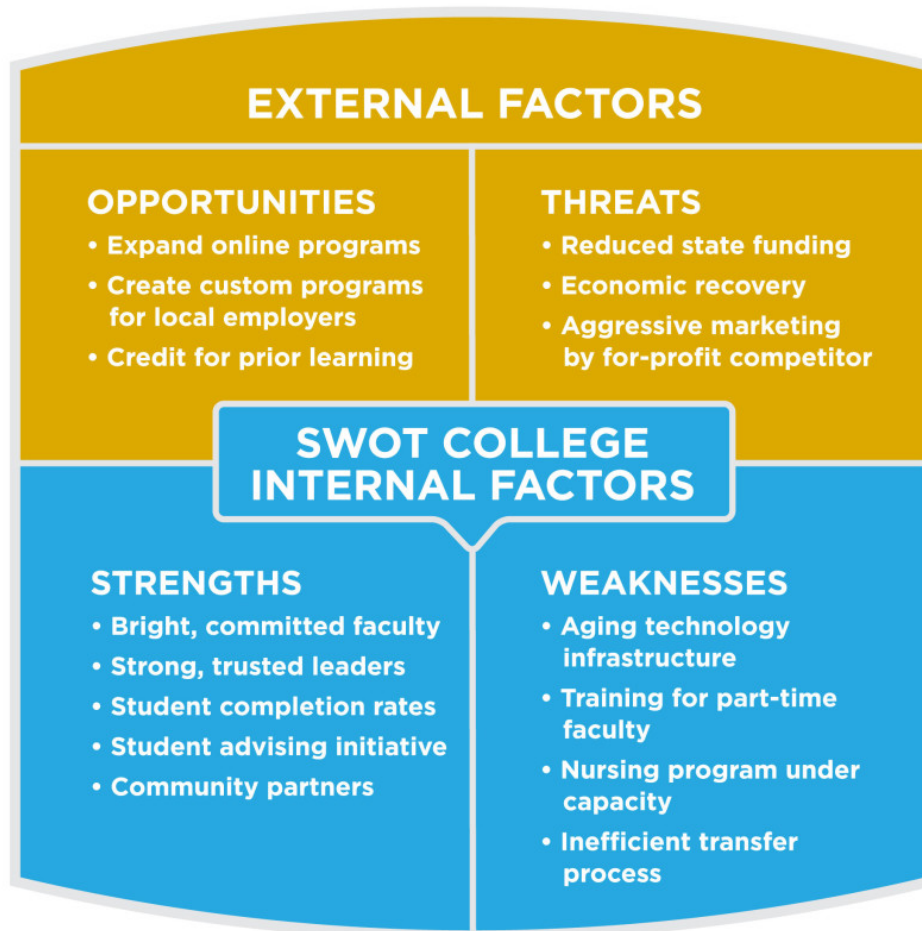 EXTERNAL FACTORS
OPPORTUNITIES
• Expand online programs
• Create custom programs
for local employers
• Credit for prior learning
THREATS
• Reduced state funding
• Economic recovery
• Aggressive marketing
by for-profit competitor
SWOT COLLEGE
INTERNAL FACTORS
STRENGTHS
• Bright, committed faculty
• Strong, trusted leaders
• Student completion rates
• Student advising initiative
• Community partners
WEAKNESSES
• Aging technology
infrastructure
• Training for part-time
faculty
• Nursing program under
capacity
• Inefficient transfer
process